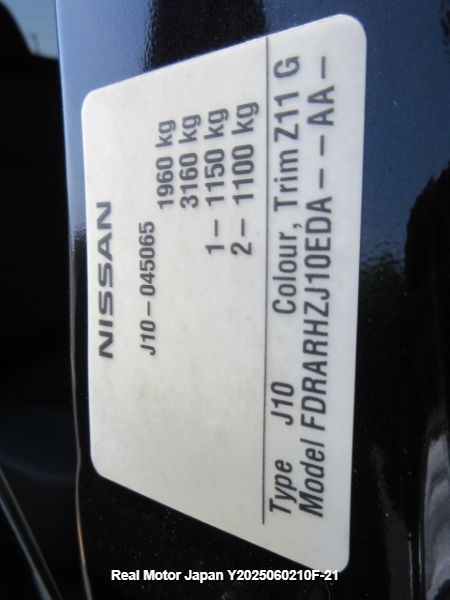 NISSAN
J10-045065
1960 kg
3160 kg
1-1150 kg
2-1100 kg
Type J10 Colour, Trim Z11 G
Model FDRARHZJ10EDA---AA-
Real Motor Japan Y2025060210F-21